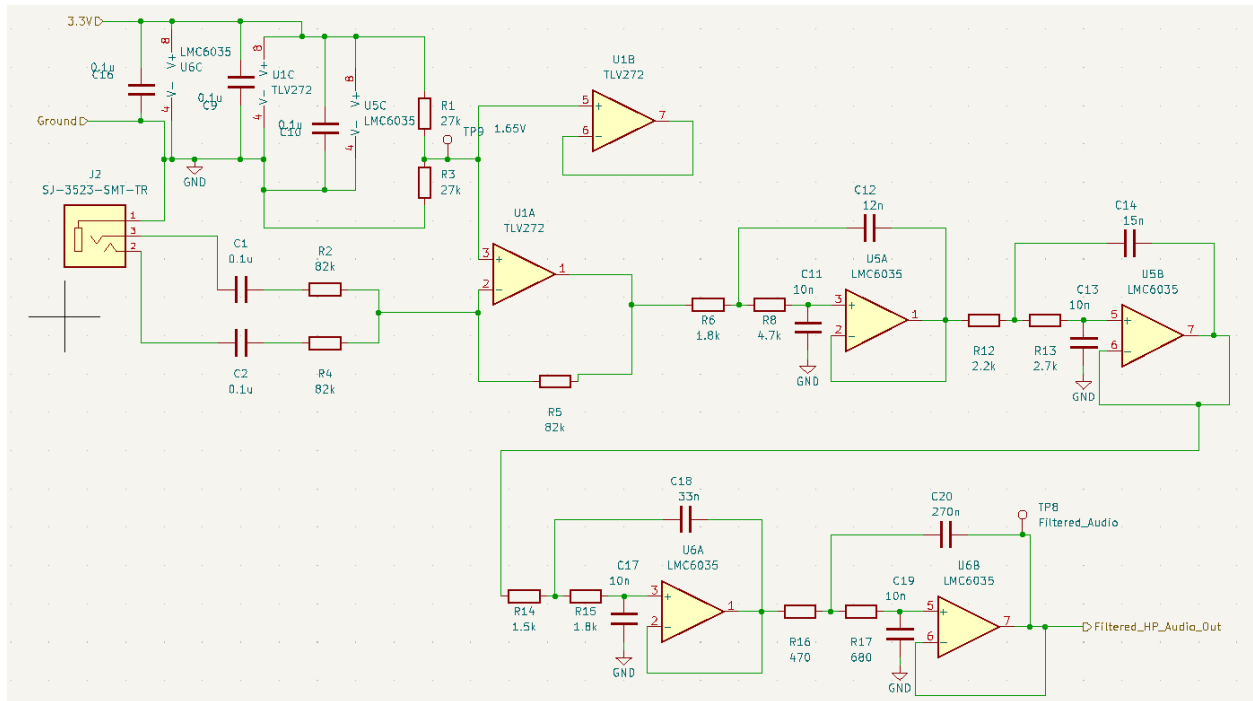 3.3V
8
LMC6035
U6C
V+
V-
4
0.1u
C16
Ground
GND
8
U1C
TLV272
V+
V-
4
0.1u
C9
8
U5C
LMC6035
V+
V-
4
0.1u
C10
R1
27k
TP9
1.65V
R3
27k
U1B
TLV272
5
+
6
−
7
J2
SJ-3523-SMT-TR
1
3
2
C1
0.1u
R2
82k
C2
0.1u
R4
82k
U1A
TLV272
3
+
2
−
1
R5
82k
R6
1.8k
R8
4.7k
C12
12n
C11
10n
GND
U5A
LMC6035
3
+
2
−
1
R12
2.2k
R13
2.7k
C14
15n
C13
10n
GND
U5B
LMC6035
5
+
6
−
7
R14
1.5k
R15
1.8k
C18
33n
C17
10n
GND
U6A
LMC6035
3
+
2
−
1
R16
470
R17
680
C20
270n
C19
10n
GND
U6B
LMC6035
5
+
6
−
7
TP8
Filtered_Audio
Filtered_HP_Audio_Out